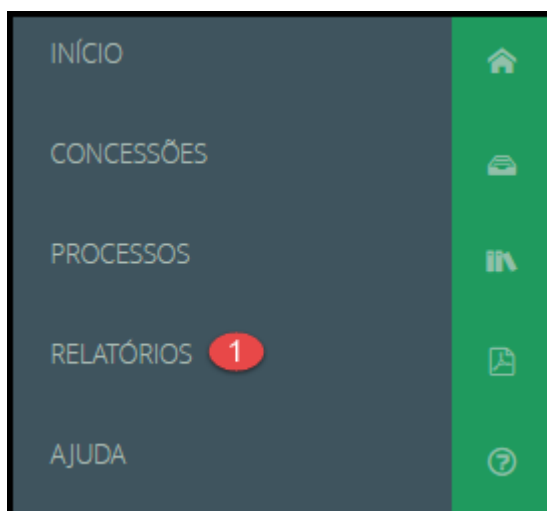 INÍCIO
CONCESSÕES
PROCESSOS
RELATÓRIOS 1
AJUDA